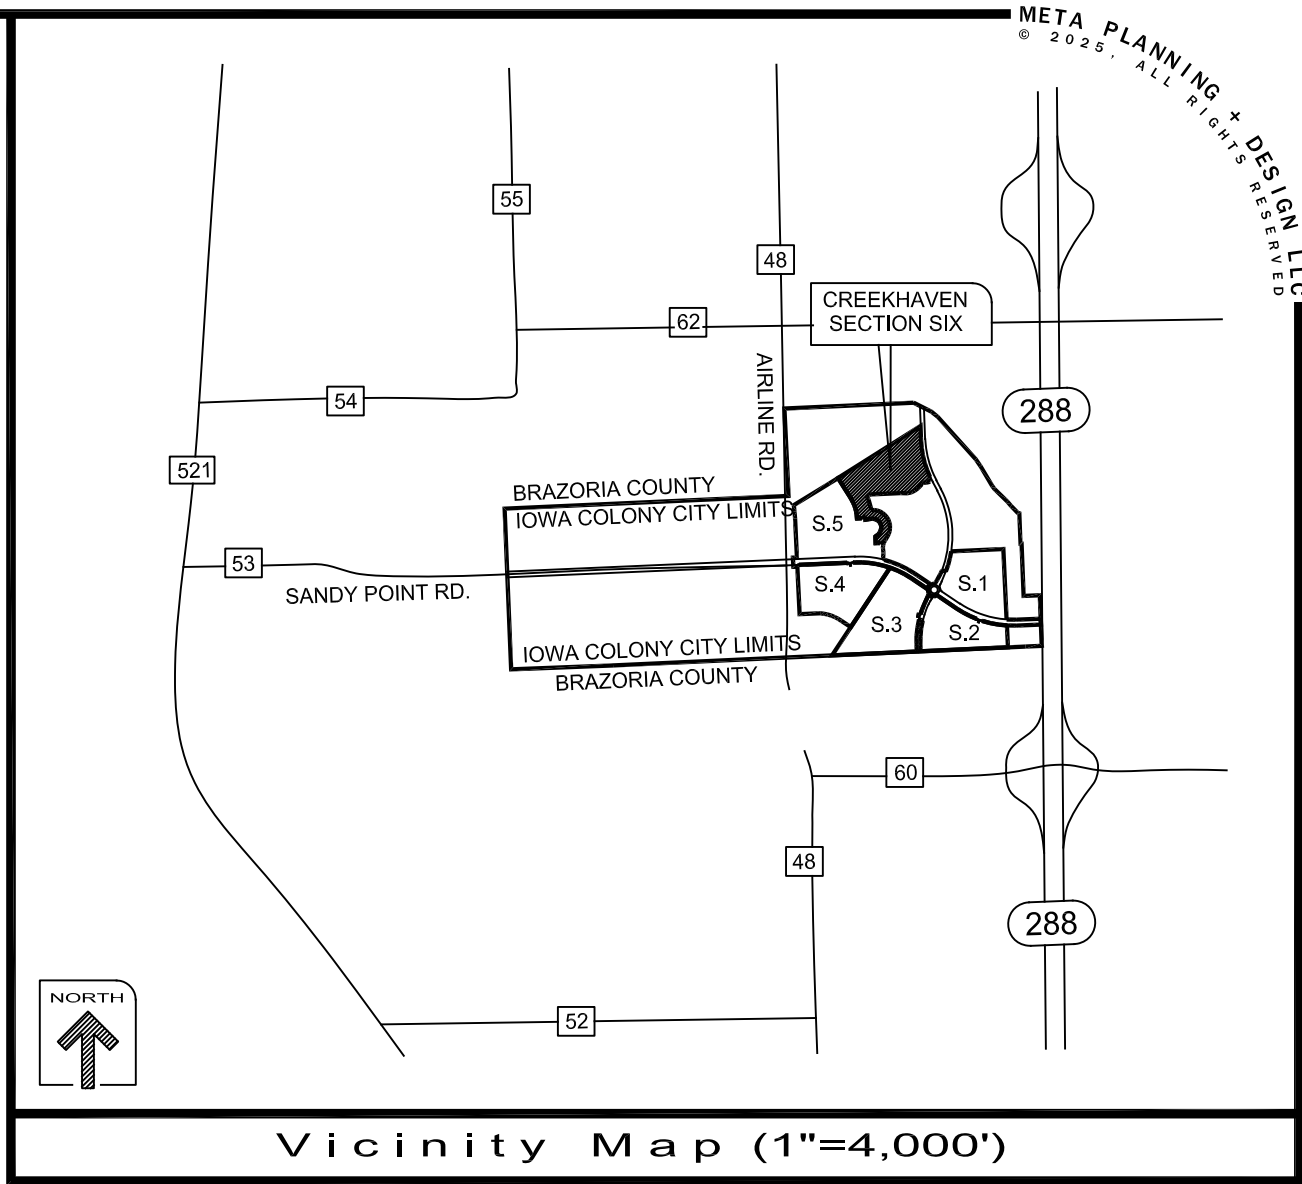 META PLANNING + DESIGN LLC
© 2025, ALL RIGHTS RESERVED
55
48
CREEKHAVEN
SECTION SIX
62
AIRLINE RD.
54
288
521
BRAZORIA COUNTY
IOWA COLONY CITY LIMITS
S.5
53
SANDY POINT RD.
S.4
S.1
S.3
S.2
IOWA COLONY CITY LIMITS
BRAZORIA COUNTY
60
48
288
NORTH
52
Vicinity Map (1"=4,000')